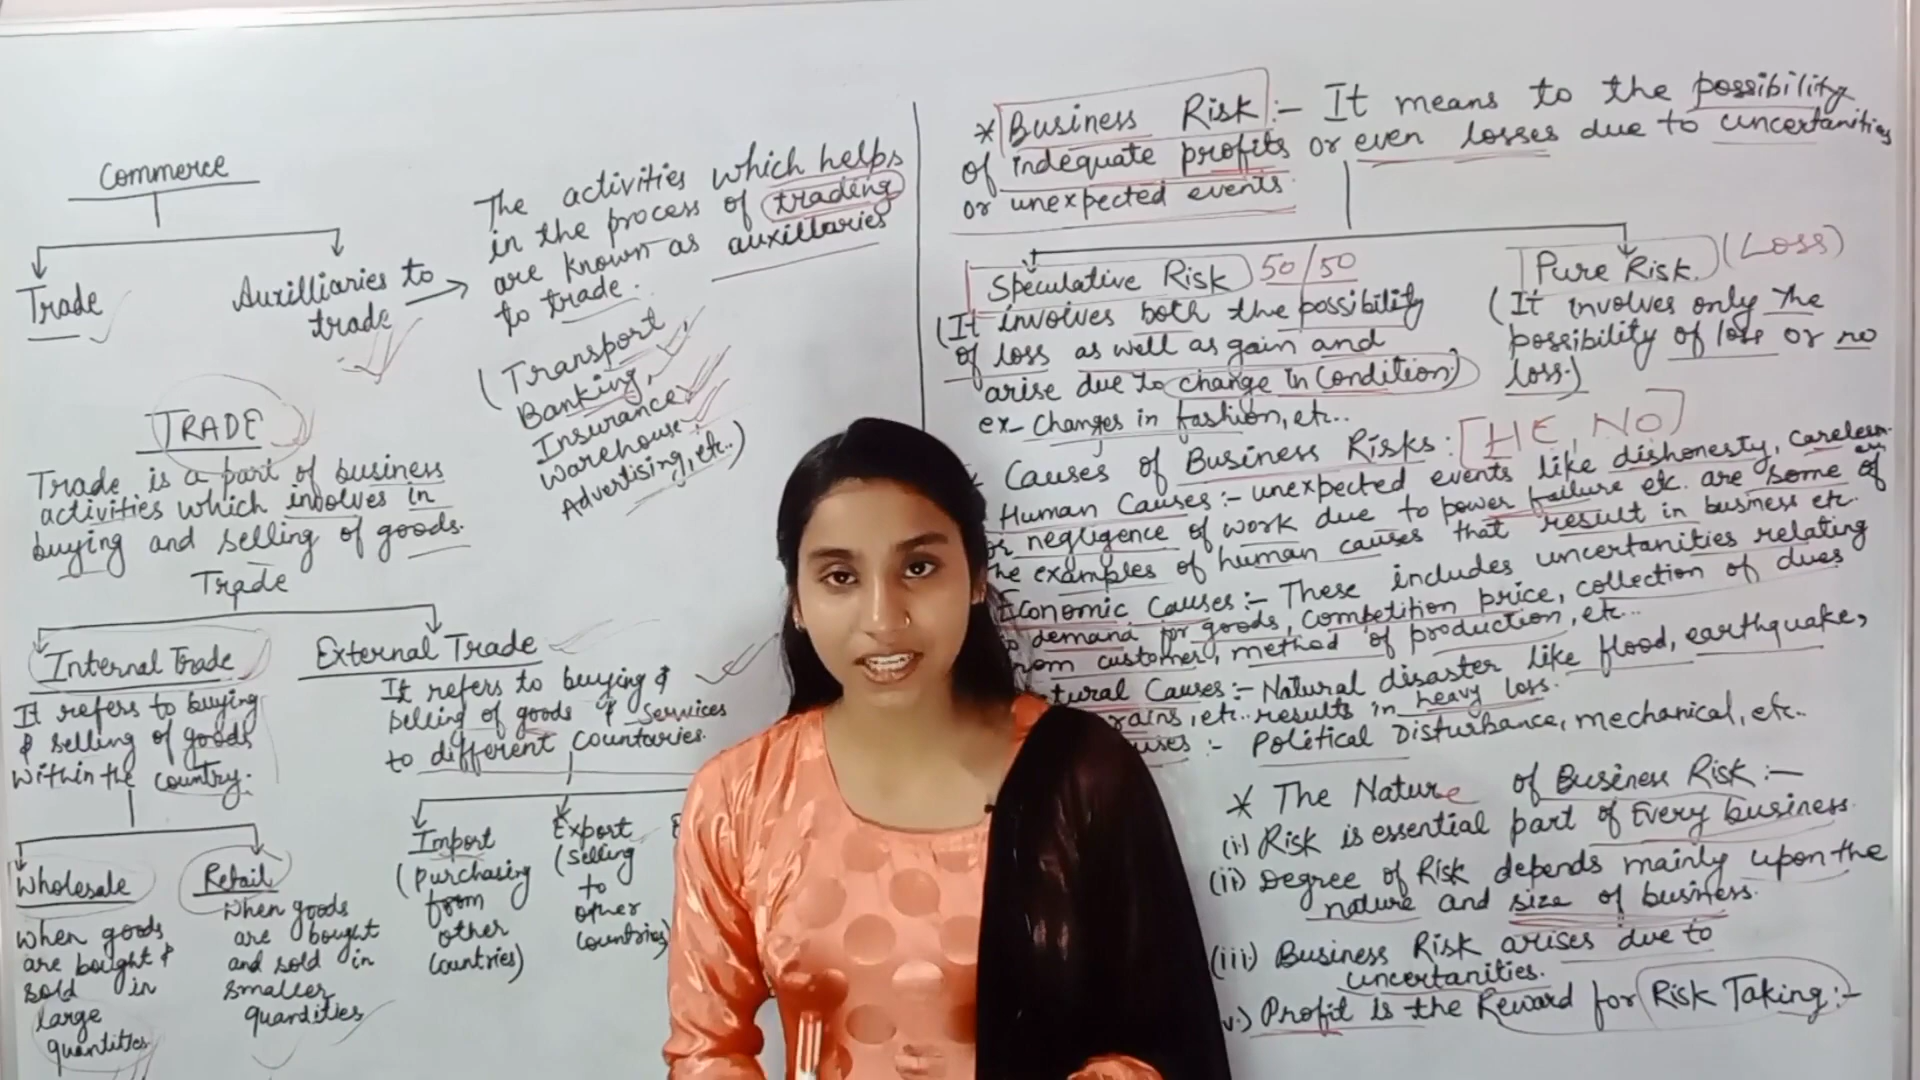 Commerce
Trade
Auxilliaries to
trade
The activities which helps
in the process of trading
are known as auxillaries
to trade.
(Transport,
Banking,
Insurance,
Warehouse,
Advertising, etc..)
TRADE
Trade is a part of business
activities which involves in
buying and selling of goods.
Trade
Internal Trade
It refers to buying
& selling of goods
within the country.
External Trade
It refers to buying &
selling of goods & services
to different countaries.
Wholesale
when goods
are bought &
sold in
large
quantities
Retail
when goods
are bought
and sold in
smaller
quantities
Import
(purchasing
from
other
countries)
Export
(selling
to
other
countries)
* Business Risk :- It means to the possibility
of indequate profits or even losses due to uncertanities
or unexpected events.
Speculative Risk 50/50
(It involves both the possibility
of loss as well as gain and
arise due to change in condition)
ex- changes in fashion, etc..
Pure Risk. (Loss)
(It involves only the
possibility of loss or no
loss.)
Causes of Business Risks: [HE, NO]
Human Causes :- unexpected events like dishonesty, careless
or negligence of work due to power failure etc. are some of
the examples of human causes that result in business etc.
Economic Causes :- These includes uncertanities relating
to demand for goods, competition price, collection of dues
from customer, method of production, etc...
Natural Causes :- Natural disaster like flood, earthquake,
rains, etc.. results in heavy loss.
:- Political Disturbance, mechanical, etc..
* The Nature of Business Risk :-
(i) Risk is essential part of Every business.
(ii) Degree of Risk depends mainly upon the
nature and size of business.
(iii) Business Risk arises due to
uncertanities.
v.) Profit is the Reward for Risk Taking :-